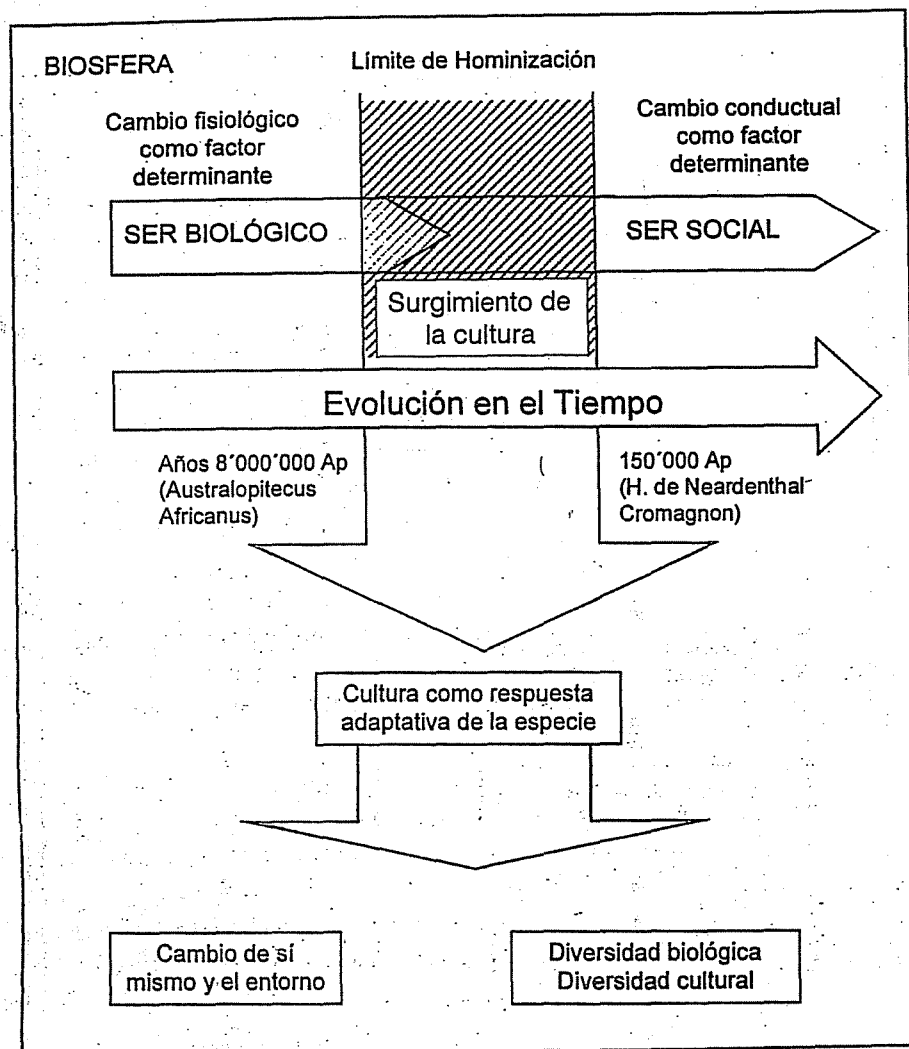 BIOSFERA
Límite de Hominización
Cambio fisiológico
como factor
determinante
Cambio conductual
como factor
determinante
SER BIOLÓGICO
SER SOCIAL
Surgimiento de
la cultura
Evolución en el Tiempo
Años 8´000´000 Ap
(Australopitecus
Africanus)
150´000 Ap
(H. de Neardenthal-
Cromagnon)
Cultura como respuesta
adaptativa de la especie
Cambio de sí
mismo y el entorno
Diversidad biológica
Diversidad cultural